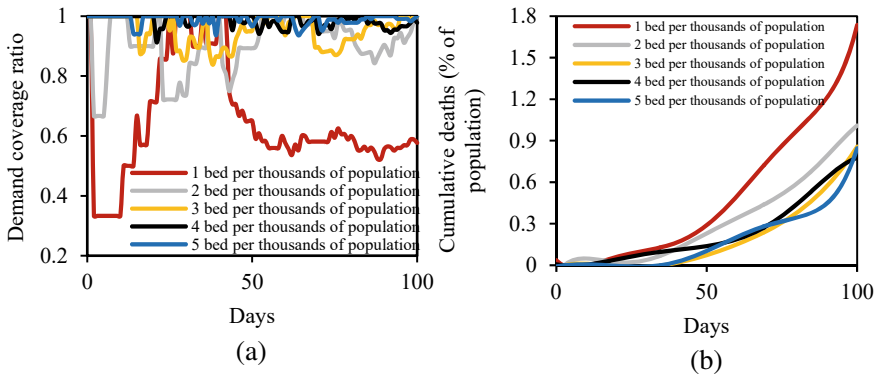 Demand coverage ratio
1
0.8
0.6
0.4
0.2
0
50
100
Days
1 bed per thousands of population
2 bed per thousands of population
3 bed per thousands of population
4 bed per thousands of population
5 bed per thousands of population
(a)
Cumulative deaths (% of
population)
1.8
1.5
1.2
0.9
0.6
0.3
0
0
50
100
Days
1 bed per thousands of population
2 bed per thousands of population
3 bed per thousands of population
4 bed per thousands of population
5 bed per thousands of population
(b)